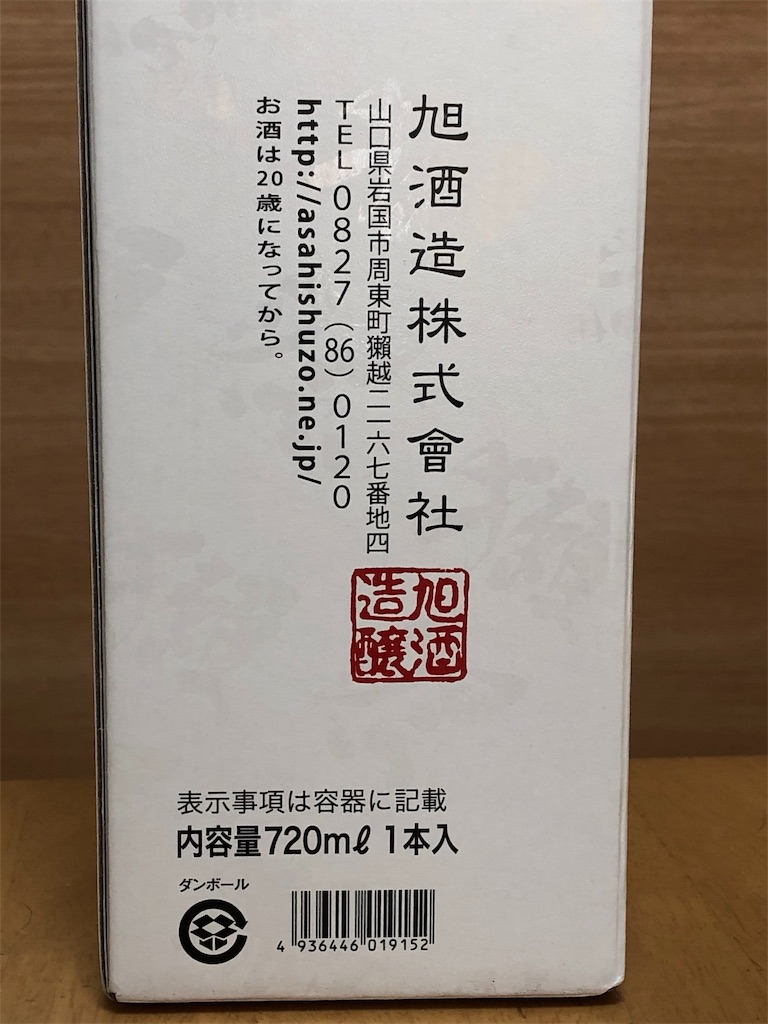 旭酒造株式會社
山口県岩国市周東町獺越二一六七番地四
TEL 0827(86)0120
http://asahishuzo.ne.jp/
お酒は20歳になってから。
旭酒
造醸
表示事項は容器に記載
内容量720mℓ 1本入
ダンボール
4 936446 019152